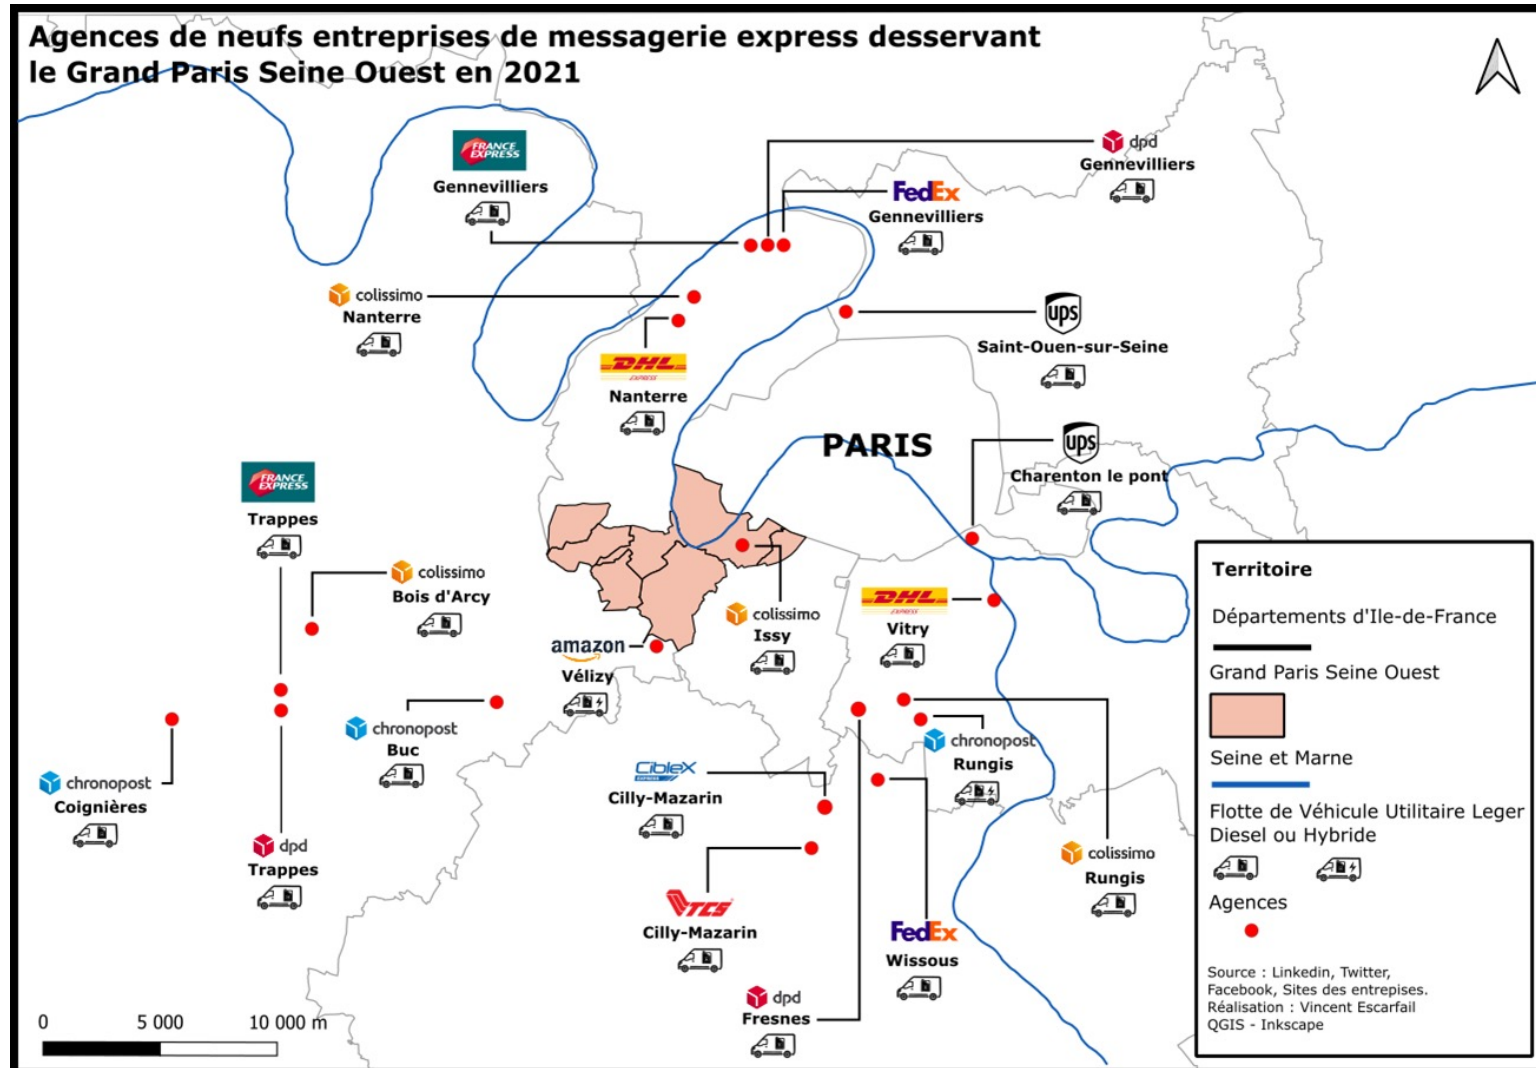 Agences de neufs entreprises de messagerie express desservant
le Grand Paris Seine Ouest en 2021
FRANCE
EXPRESS
Gennevilliers
dpd
Gennevilliers
FedEx
Gennevilliers
colissimo
Nanterre
DHL
EXPRESS
Nanterre
ups
Saint-Ouen-sur-Seine
PARIS
ups
Charenton le pont
FRANCE
EXPRESS
Trappes
colissimo
Bois d'Arcy
colissimo
Issy
DHL
EXPRESS
Vitry
amazon
Vélizy
chronopost
Buc
chronopost
Rungis
chronopost
Coignières
CibleX
EXPRESS
Cilly-Mazarin
dpd
Trappes
colissimo
Rungis
TCS
Cilly-Mazarin
FedEx
Wissous
dpd
Fresnes
0 5 000 10 000 m
Territoire
Départements d'Ile-de-France
Grand Paris Seine Ouest
Seine et Marne
Flotte de Véhicule Utilitaire Leger
Diesel ou Hybride
Agences
Source : Linkedin, Twitter,
Facebook, Sites des entrepises.
Réalisation : Vincent Escarfail
QGIS - Inkscape